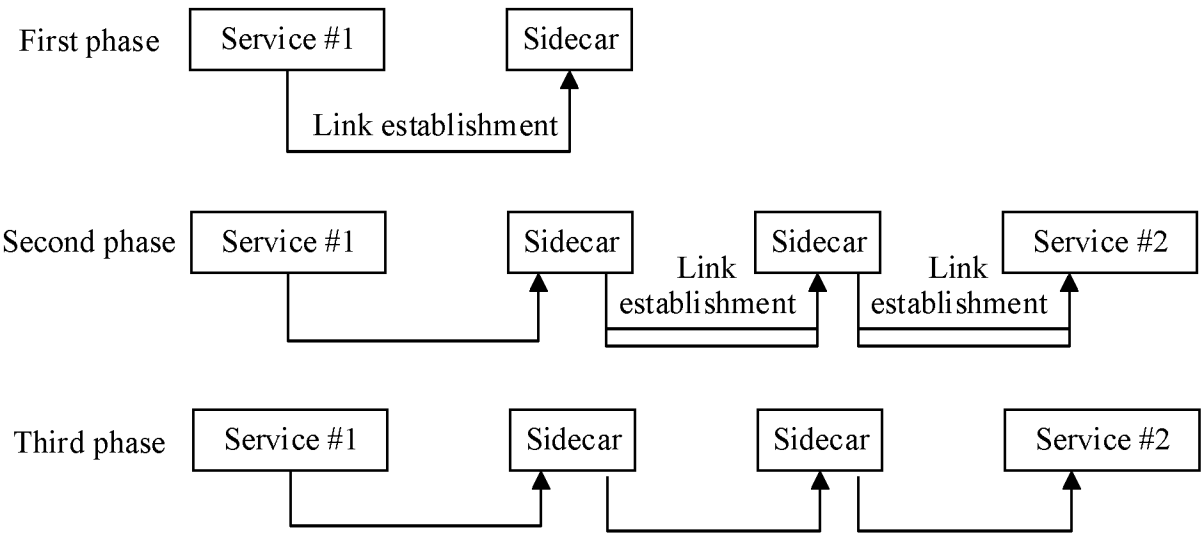 First phase
Service #1
Sidecar
Link establishment
Second phase
Service #1
Sidecar
Link
establishment
Sidecar
Link
establishment
Service #2
Third phase
Service #1
Sidecar
Sidecar
Service #2